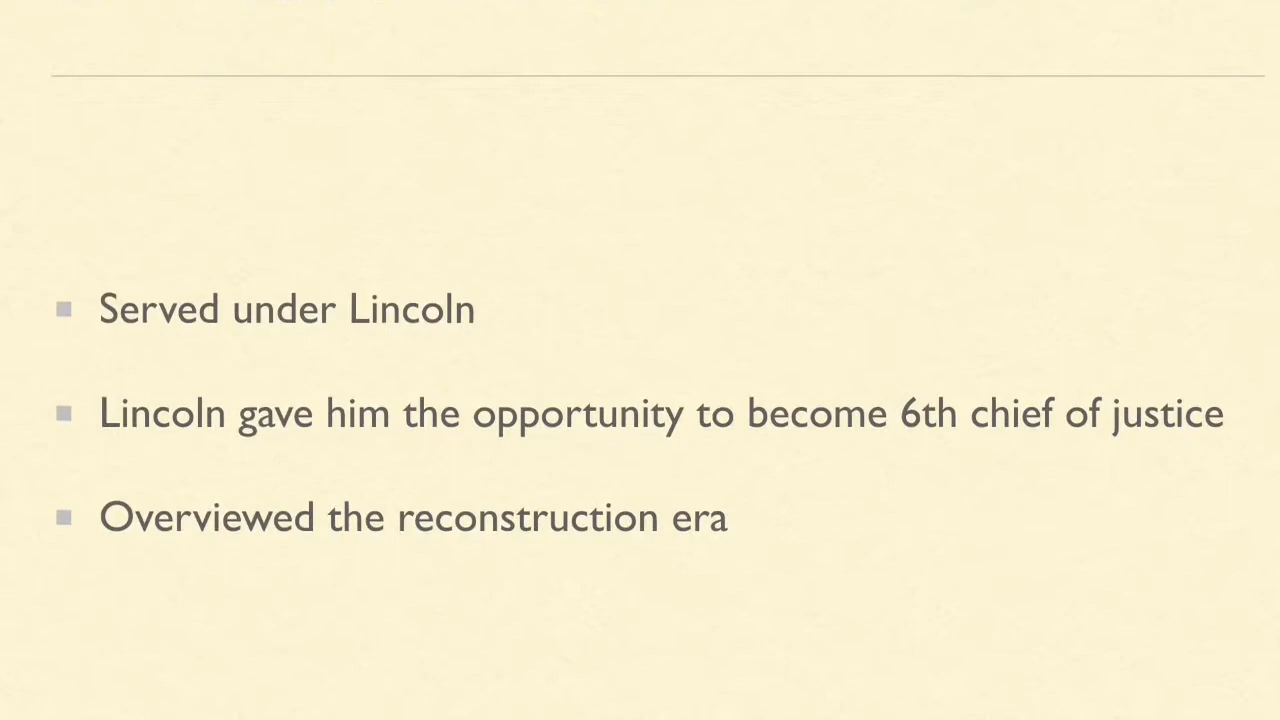 Served under Lincoln
Lincoln gave him the opportunity to become 6th chief of justice
Overviewed the reconstruction era